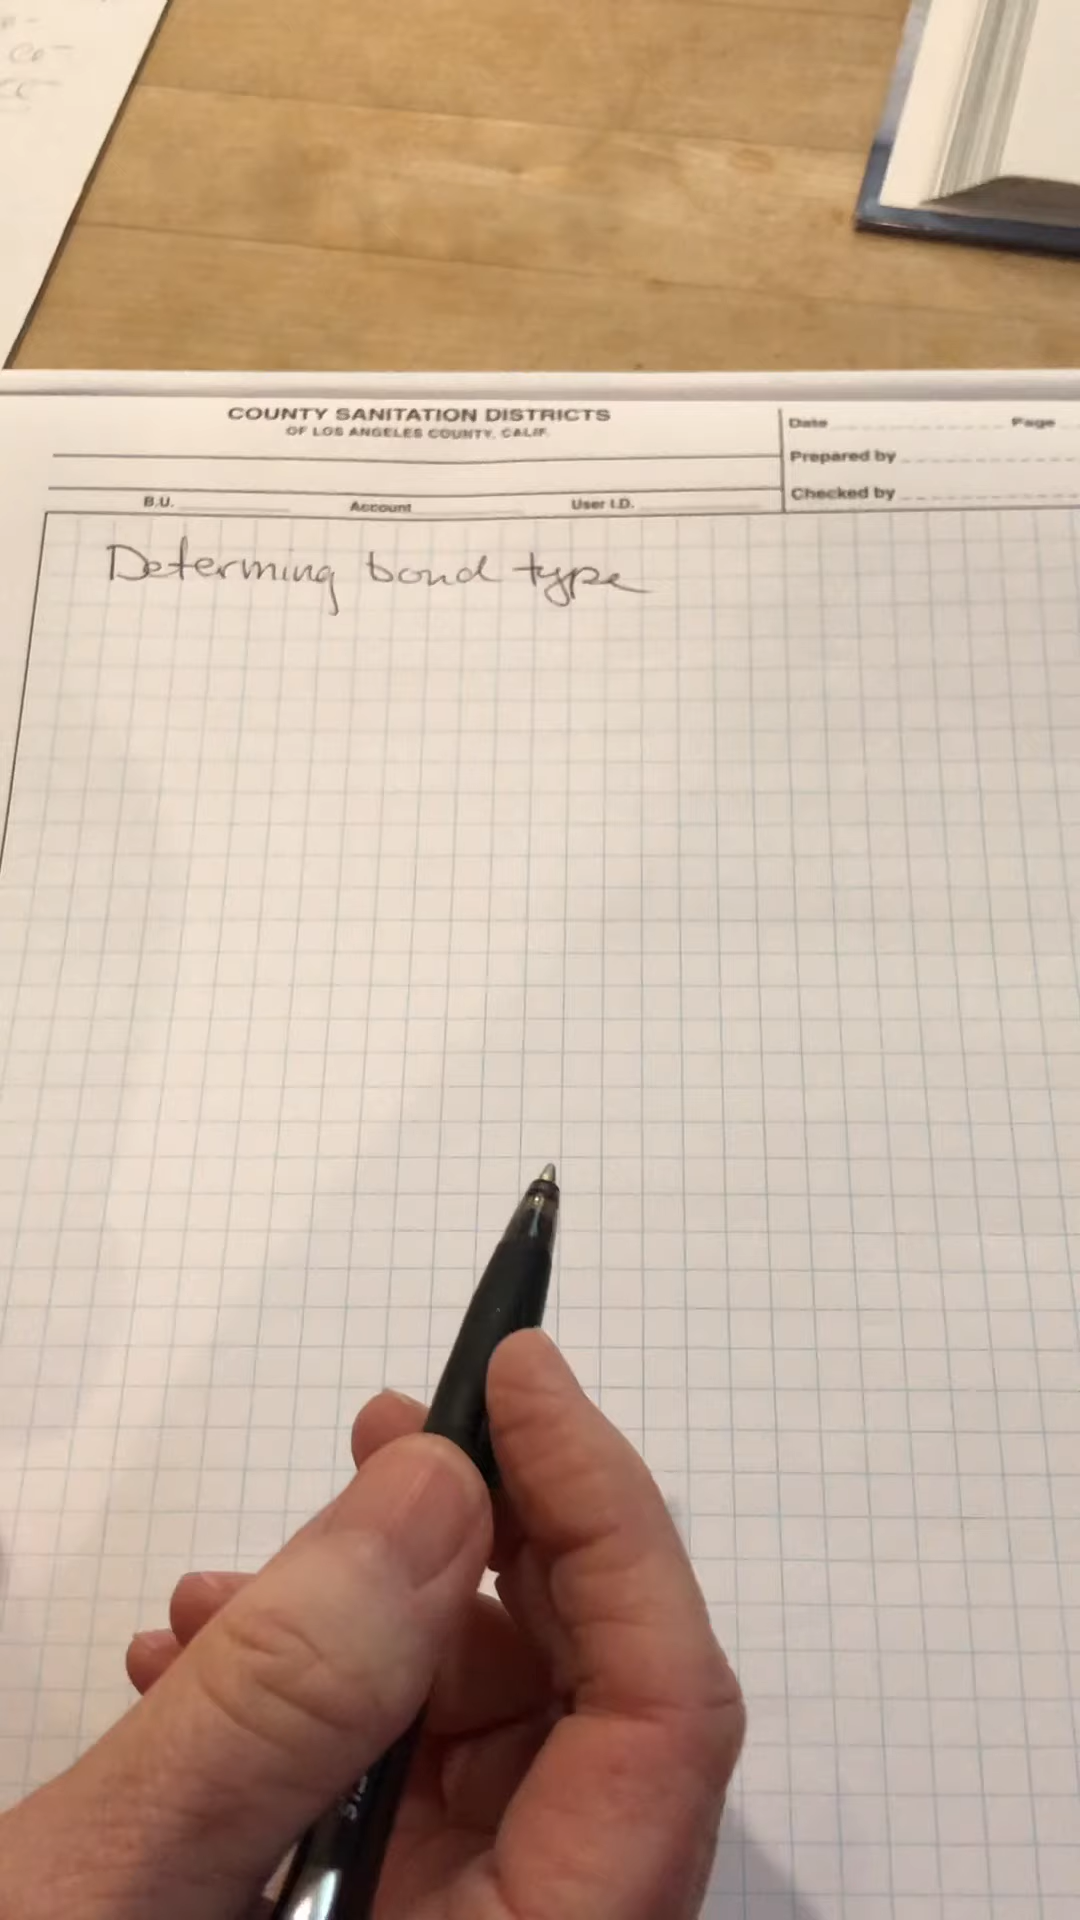 COUNTY SANITATION DISTRICTS
OF LOS ANGELES COUNTY, CALIF.
Date
Page
Prepared by
Checked by
B.U.
Account
User I.D.
Determing bond type